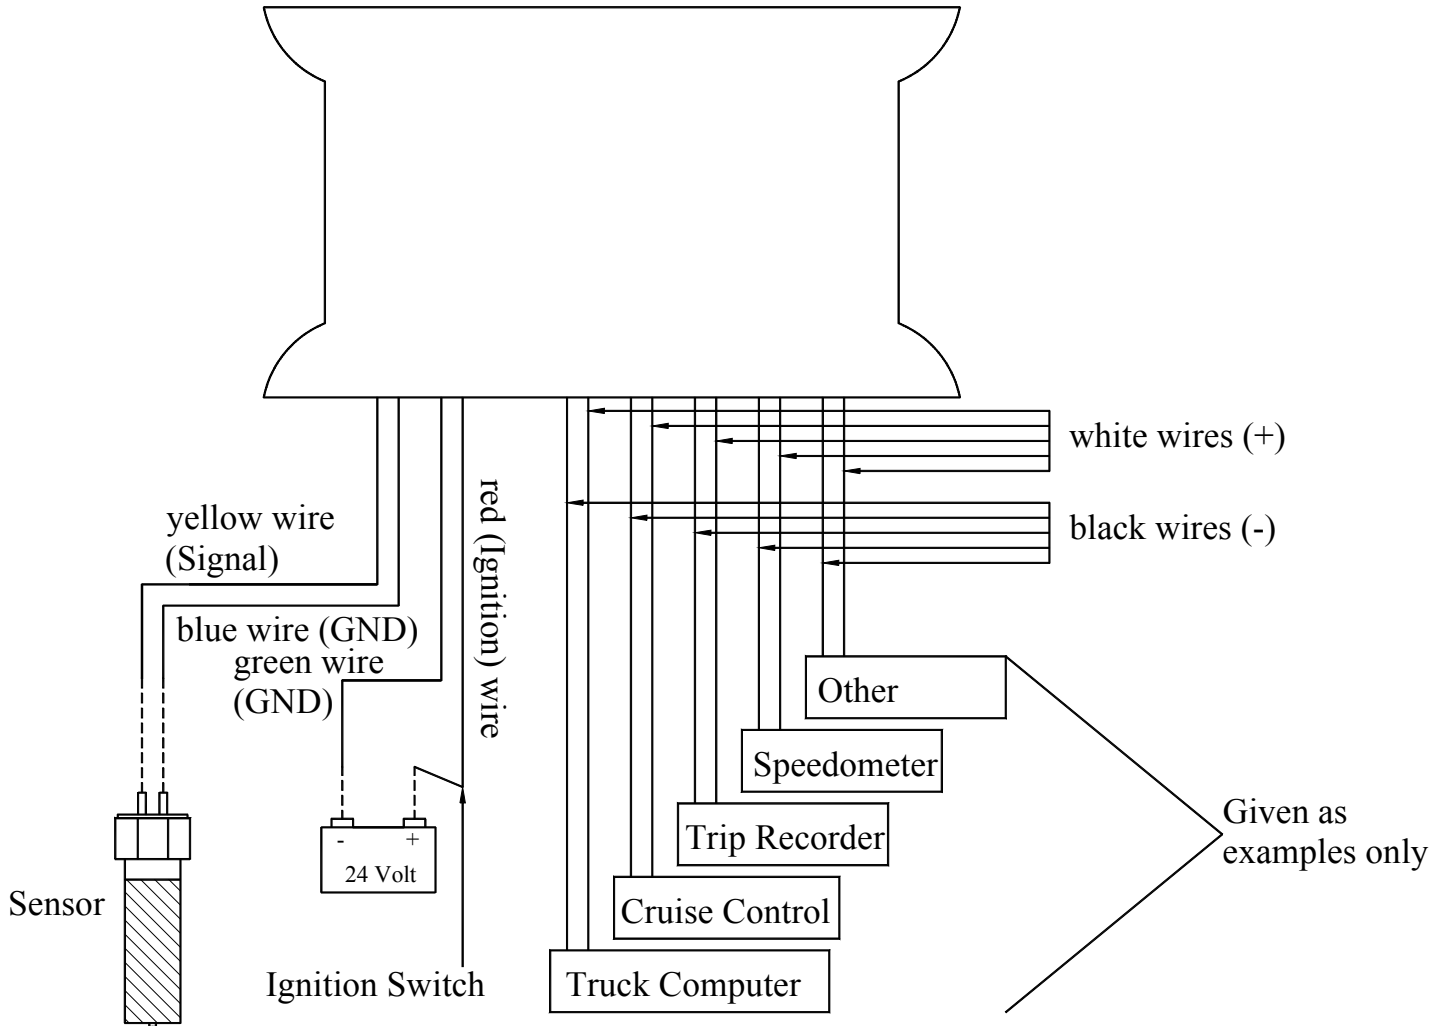 white wires (+)
yellow wire
(Signal)
red (Ignition) wire
black wires (-)
blue wire (GND)
green wire
(GND)
Other
Speedometer
Given as
examples only
Trip Recorder
- +
24 Volt
Sensor
Cruise Control
Ignition Switch
Truck Computer